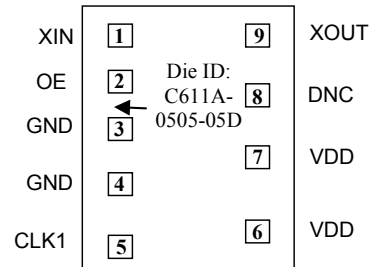 XIN 1 9 XOUT
OE 2 Die ID:
C611A- 8 DNC
GND 3 0505-05D
7 VDD
GND 4
6 VDD
CLK1 5